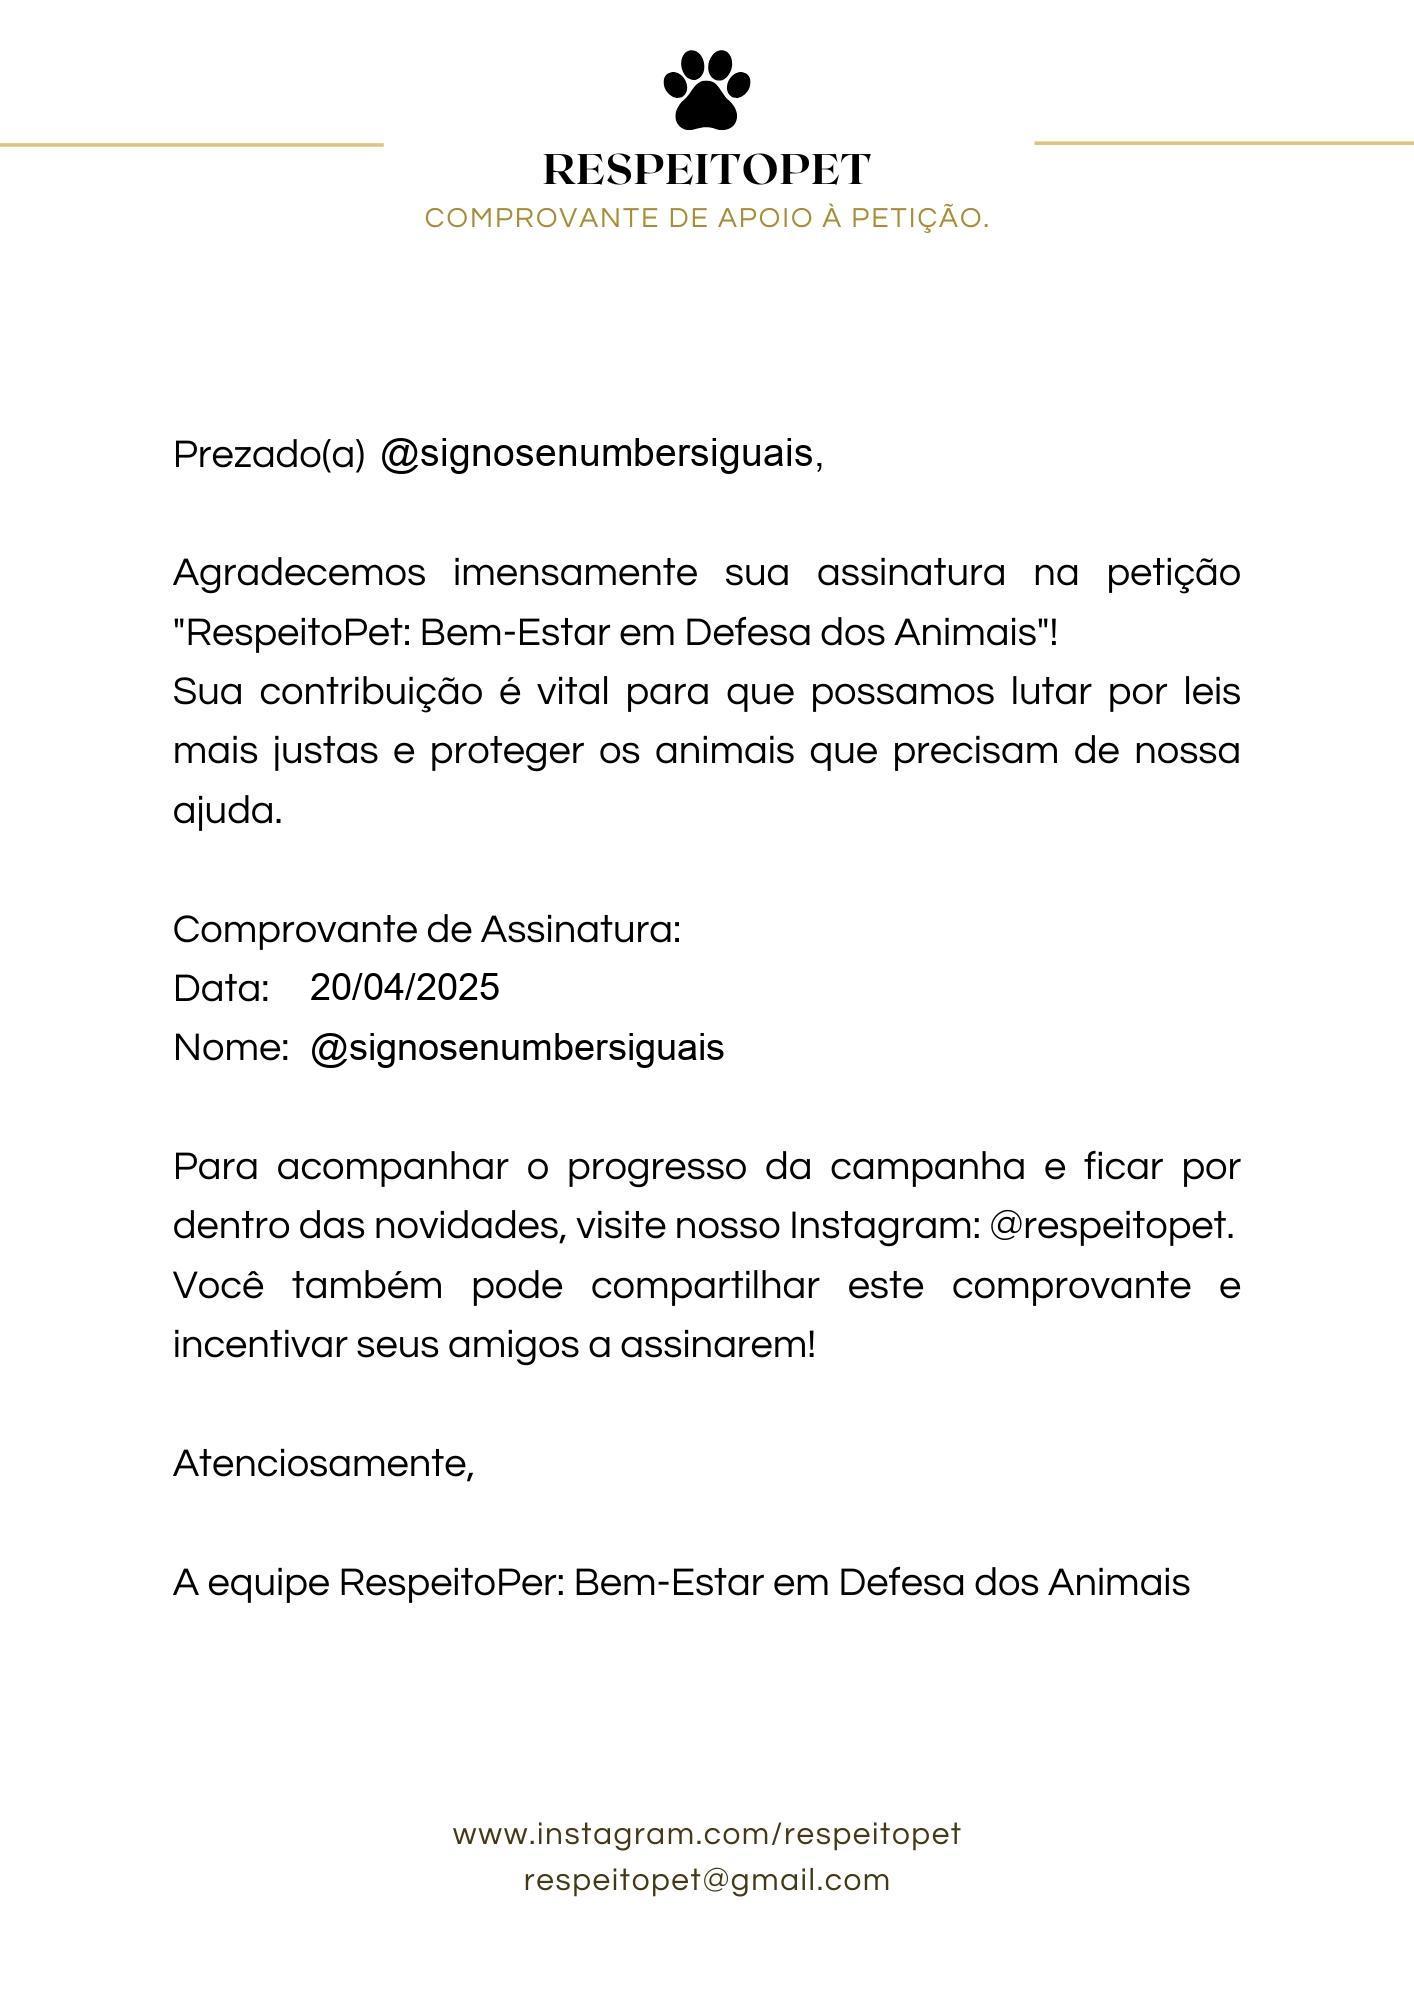 RESPEITOPET
COMPROVANTE DE APOIO À PETIÇÃO.
Prezado(a) @signosenumbersiguais,
Agradecemos imensamente sua assinatura na petição
"RespeitoPet: Bem-Estar em Defesa dos Animais"!
Sua contribuição é vital para que possamos lutar por leis
mais justas e proteger os animais que precisam de nossa
ajuda.
Comprovante de Assinatura:
Data: 20/04/2025
Nome: @signosenumbersiguais
Para acompanhar o progresso da campanha e ficar por
dentro das novidades, visite nosso Instagram: @respeitopet.
Você também pode compartilhar este comprovante e
incentivar seus amigos a assinarem!
Atenciosamente,
A equipe RespeitoPer: Bem-Estar em Defesa dos Animais
www.instagram.com/respeitopet
respeitopet@gmail.com